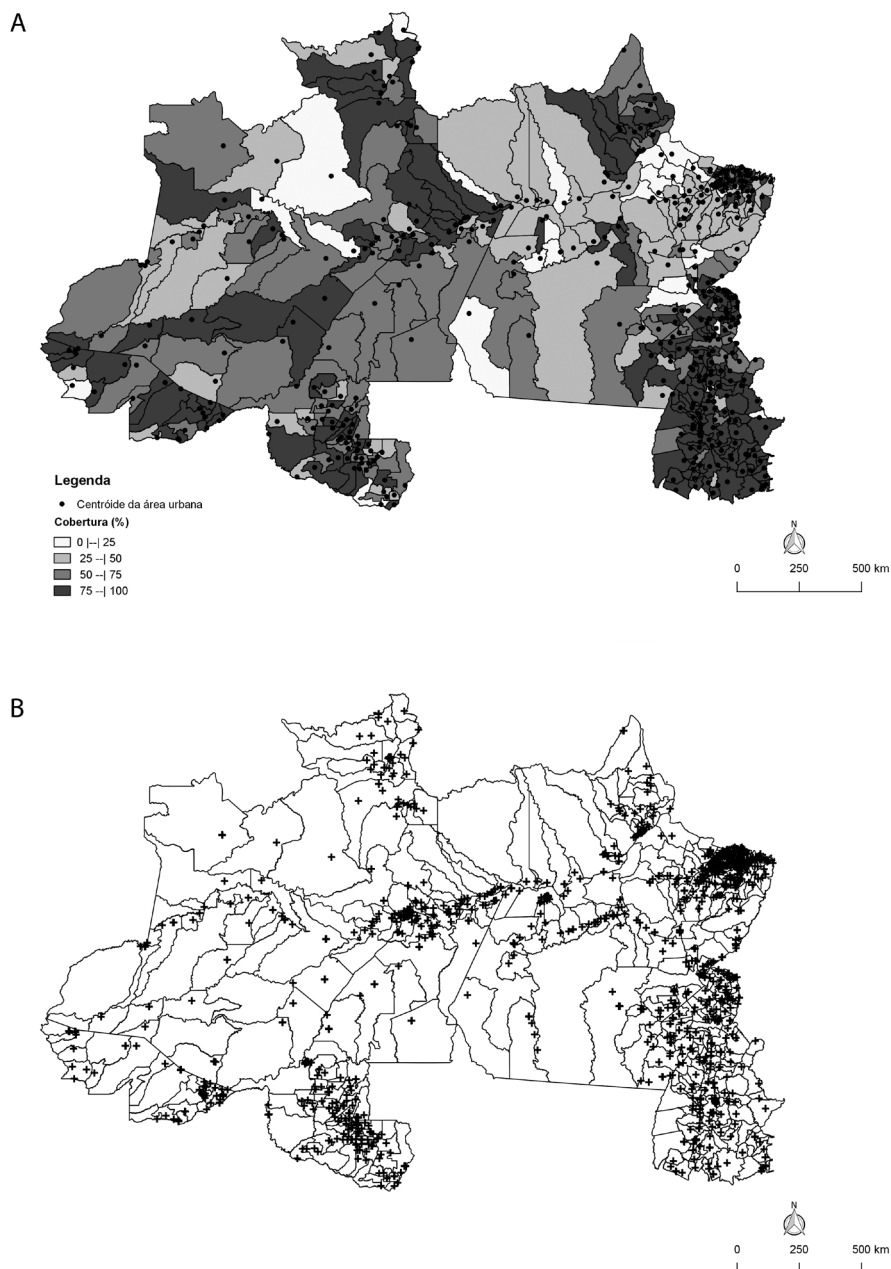 A
Legenda
Centróide da área urbana
Cobertura (%)
0 |--| 25
25 --| 50
50 --| 75
75 --| 100
N
0 250 500 km
B
N
0 250 500 km